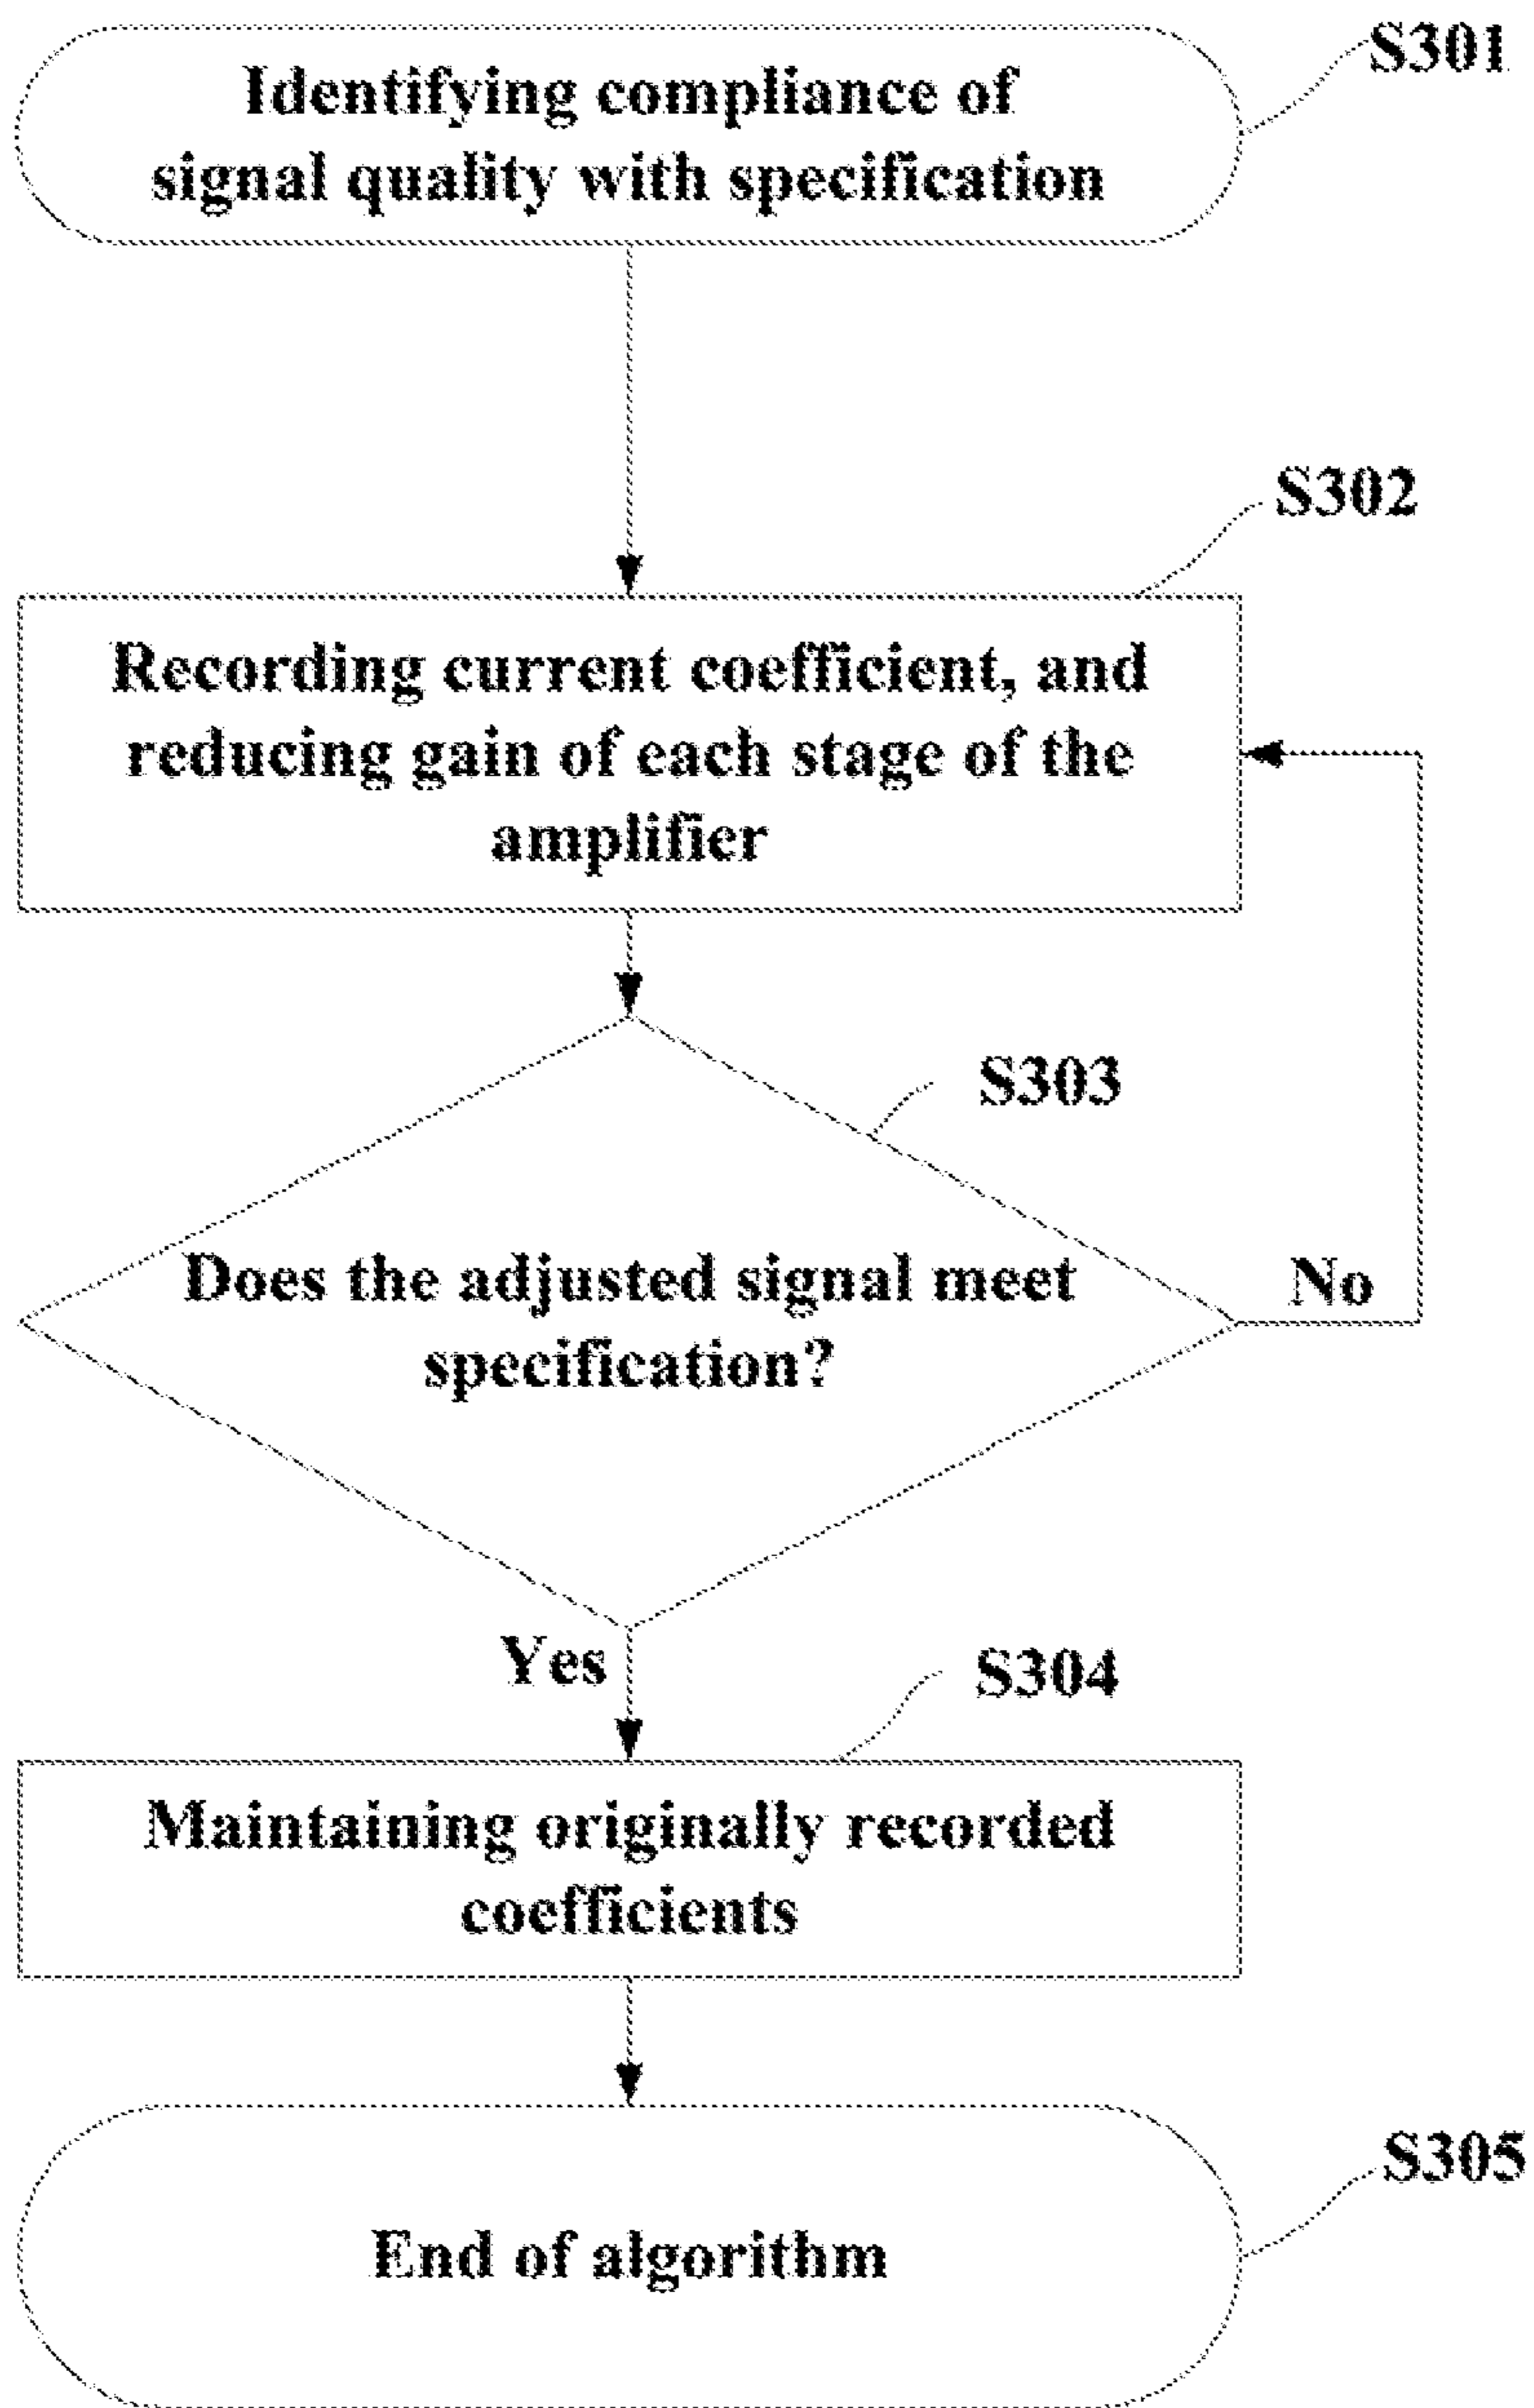 S301
Identifying compliance of
signal quality with specification
S302
Recording current coefficient, and
reducing gain of each stage of the
amplifier
S303
Does the adjusted signal meet
specification?
No
Yes
S304
Maintaining originally recorded
coefficients
S305
End of algorithm